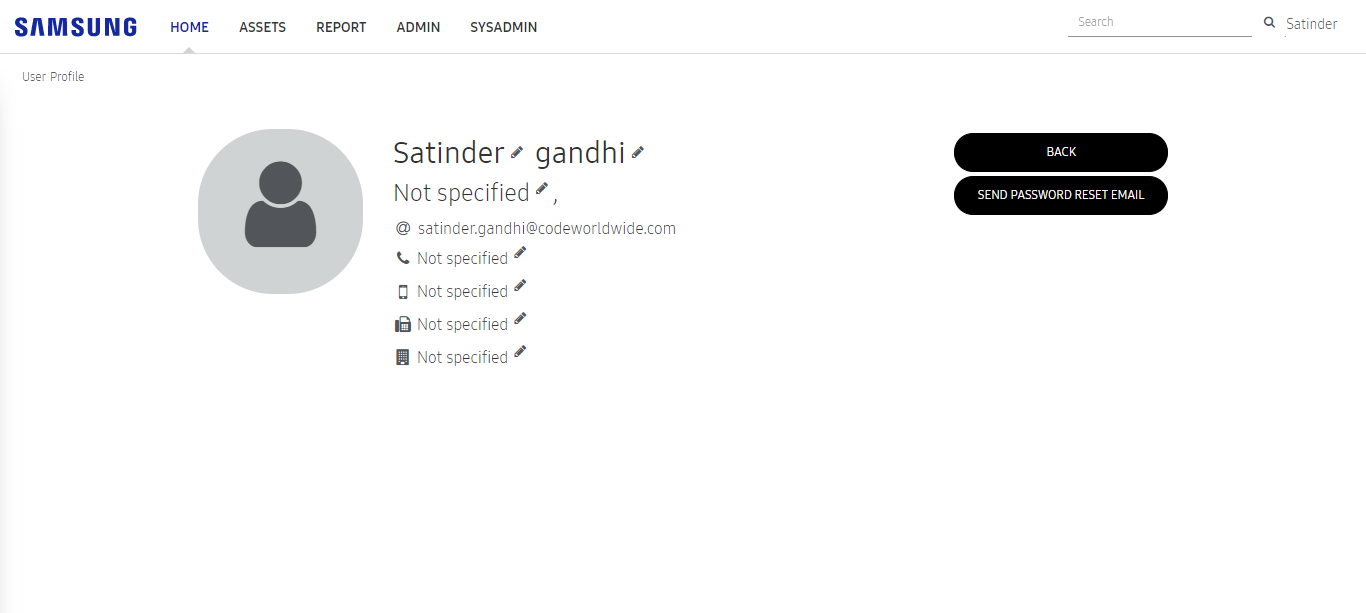 SAMSUNG HOME ASSETS REPORT ADMIN SYSADMIN Search Satinder
User Profile
Satinder gandhi
Not specified ,
@ satinder.gandhi@codeworldwide.com
Not specified
Not specified
Not specified
Not specified
BACK
SEND PASSWORD RESET EMAIL